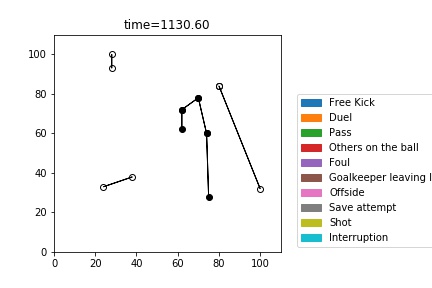 time=1130.60
100
80
60
40
20
0
0 20 40 60 80 100
Free Kick
Duel
Pass
Others on the ball
Foul
Goalkeeper leaving l
Offside
Save attempt
Shot
Interruption